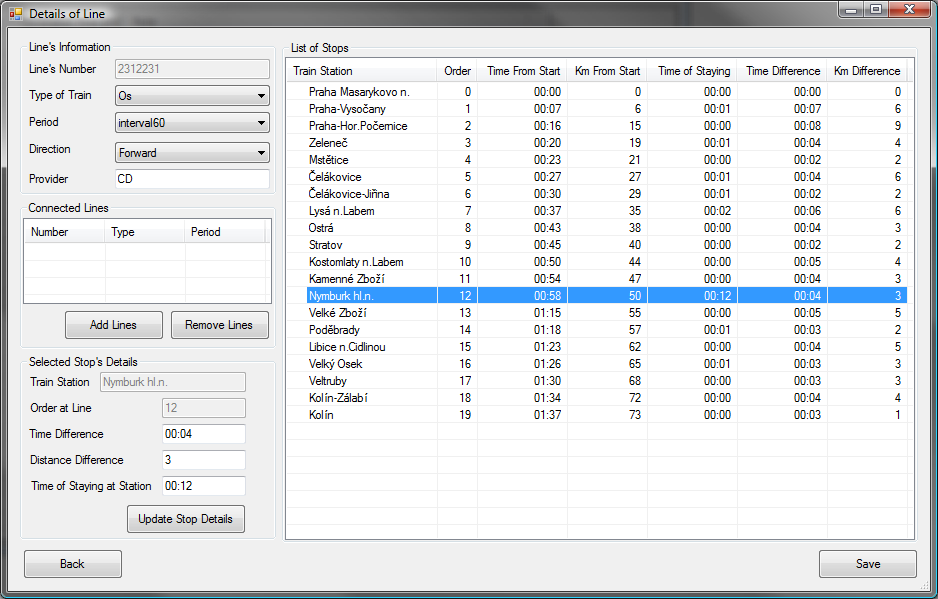 Details of Line
Line's Information
Line's Number 2312231
Type of Train Os
Period interval60
Direction Forward
Provider CD
Connected Lines
Number Type Period
Add Lines Remove Lines
Selected Stop's Details
Train Station Nymburk hl.n.
Order at Line 12
Time Difference 00:04
Distance Difference 3
Time of Staying at Station 00:12
Update Stop Details
Back
List of Stops
Train Station Order Time From Start Km From Start Time of Staying Time Difference Km Difference
Praha Masarykovo n. 0 00:00 0 00:00 00:00 0
Praha-Vysočany 1 00:07 6 00:01 00:07 6
Praha-Hor.Počernice 2 00:16 15 00:00 00:08 9
Zeleneč 3 00:20 19 00:01 00:04 4
Mstětice 4 00:23 21 00:00 00:02 2
Čelákovice 5 00:27 27 00:01 00:04 6
Čelákovice-Jiřina 6 00:30 29 00:01 00:02 2
Lysá n.Labem 7 00:37 35 00:02 00:06 6
Ostrá 8 00:43 38 00:00 00:04 3
Stratov 9 00:45 40 00:00 00:02 2
Kostomlaty n.Labem 10 00:50 44 00:00 00:05 4
Kamenné Zboží 11 00:54 47 00:00 00:04 3
Nymburk hl.n. 12 00:58 50 00:12 00:04 3
Velké Zboží 13 01:15 55 00:00 00:05 5
Poděbrady 14 01:18 57 00:01 00:03 2
Libice n.Cidlinou 15 01:23 62 00:00 00:04 5
Velký Osek 16 01:26 65 00:01 00:03 3
Veltruby 17 01:30 68 00:00 00:03 3
Kolín-Zálabí 18 01:34 72 00:00 00:04 4
Kolín 19 01:37 73 00:00 00:03 1
Save